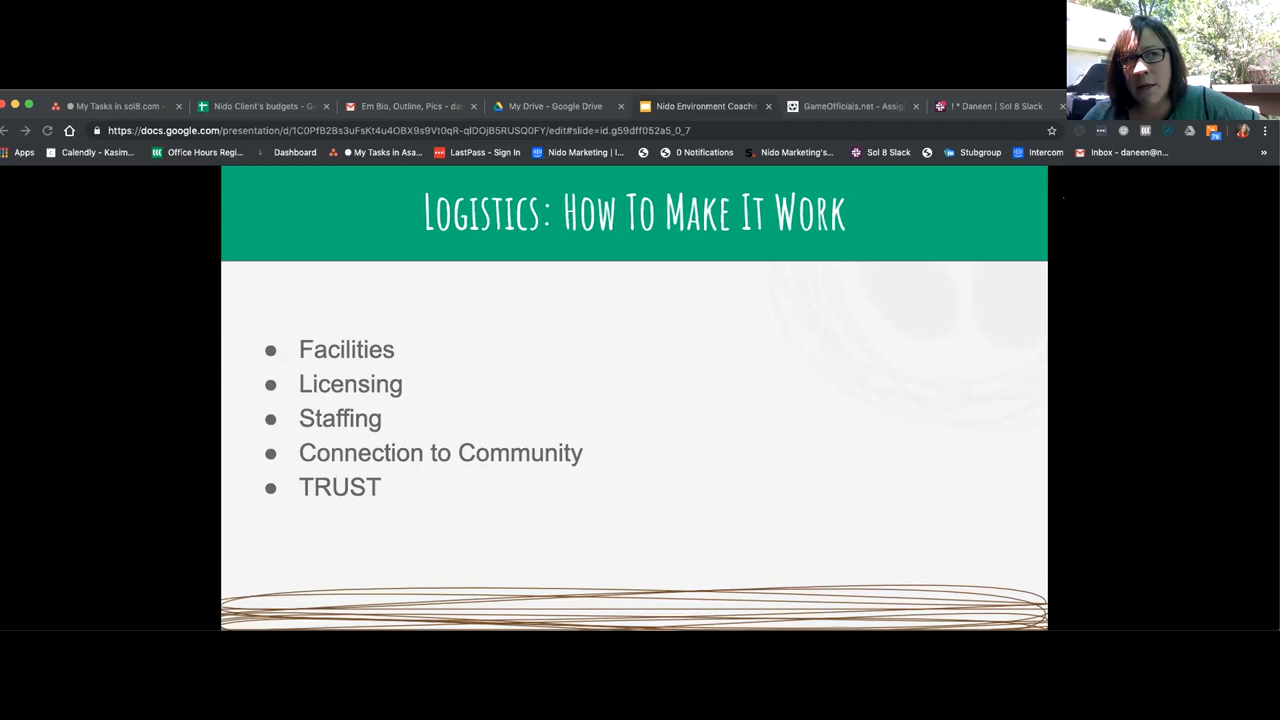 My Tasks in sol8.com - × Nido Client's budgets - G × Em Bio, Outline, Pics - da × My Drive - Google Drive × Nido Environment Coachin × GameOfficials.net - Assig × ! * Daneen | Sol 8 Slack ×
https://docs.google.com/presentation/d/1C0PfB2Bs3uFsKt4u4OBX9s9Vt0qR-qIDOjB5RUSQ0FY/edit#slide=id.g59dff052a5_0_7
Apps Calendly - Kasim... Office Hours Regi... Dashboard My Tasks in Asa... LastPass - Sign In Nido Marketing | I... 0 Notifications Nido Marketing's... Sol 8 Slack Stubgroup Intercom Inbox - daneen@n... »
Logistics: How To Make It Work
● Facilities
● Licensing
● Staffing
● Connection to Community
● TRUST